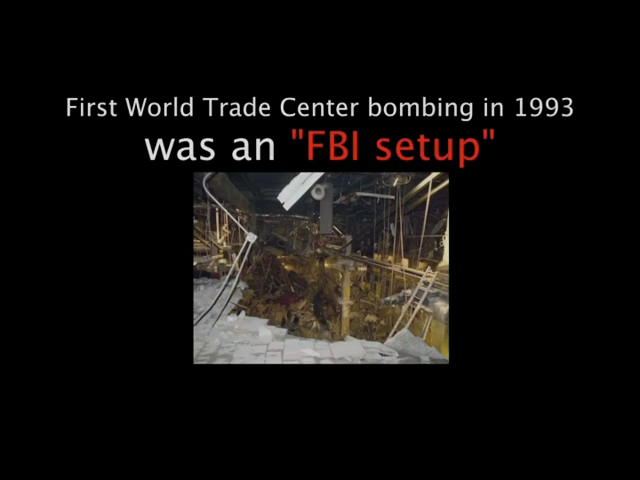 First World Trade Center bombing in 1993
was an "FBI setup"